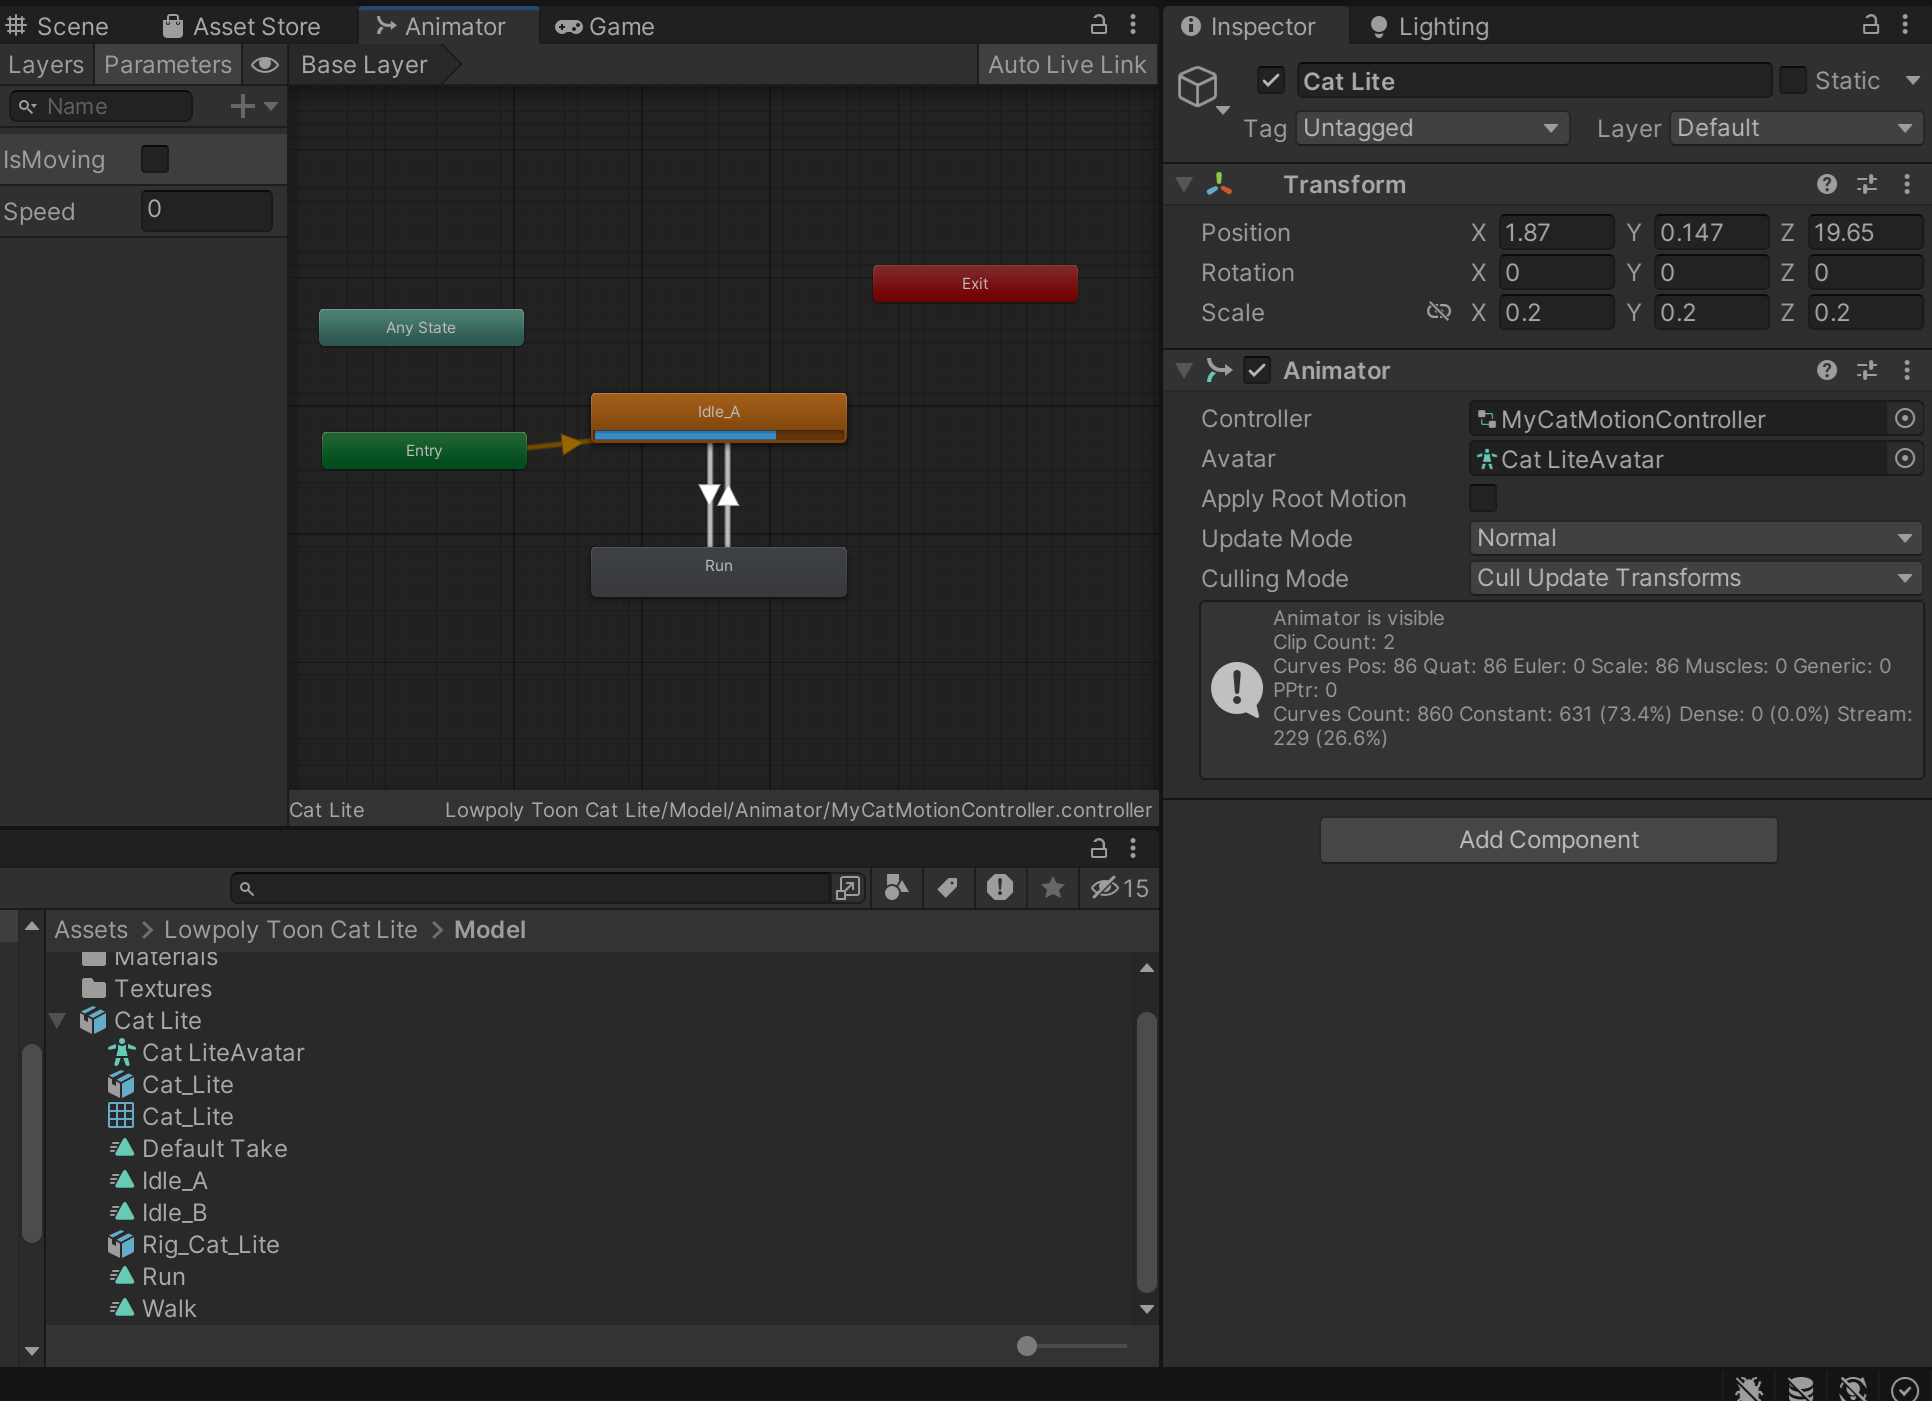 Scene Asset Store Animator Game
Layers Parameters Base Layer Auto Live Link
Name
IsMoving
Speed 0
Exit
Any State
Idle_A
Entry
Run
Cat Lite Lowpoly Toon Cat Lite/Model/Animator/MyCatMotionController.controller
15
Assets > Lowpoly Toon Cat Lite > Model
Materials
Textures
Cat Lite
Cat LiteAvatar
Cat_Lite
Cat_Lite
Default Take
Idle_A
Idle_B
Rig_Cat_Lite
Run
Walk
Inspector Lighting
Cat Lite Static
Tag Untagged Layer Default
Transform
Position X 1.87 Y 0.147 Z 19.65
Rotation X 0 Y 0 Z 0
Scale X 0.2 Y 0.2 Z 0.2
Animator
Controller MyCatMotionController
Avatar Cat LiteAvatar
Apply Root Motion
Update Mode Normal
Culling Mode Cull Update Transforms
Animator is visible
Clip Count: 2
Curves Pos: 86 Quat: 86 Euler: 0 Scale: 86 Muscles: 0 Generic: 0
PPtr: 0
Curves Count: 860 Constant: 631 (73.4%) Dense: 0 (0.0%) Stream:
229 (26.6%)
Add Component